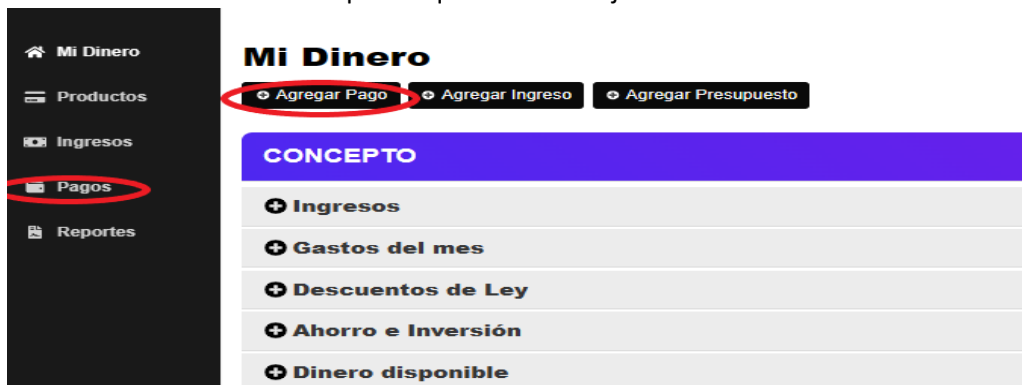 Mi Dinero
Productos
Ingresos
Pagos
Reportes
Mi Dinero
Agregar Pago Agregar Ingreso Agregar Presupuesto
CONCEPTO
Ingresos
Gastos del mes
Descuentos de Ley
Ahorro e Inversión
Dinero disponible